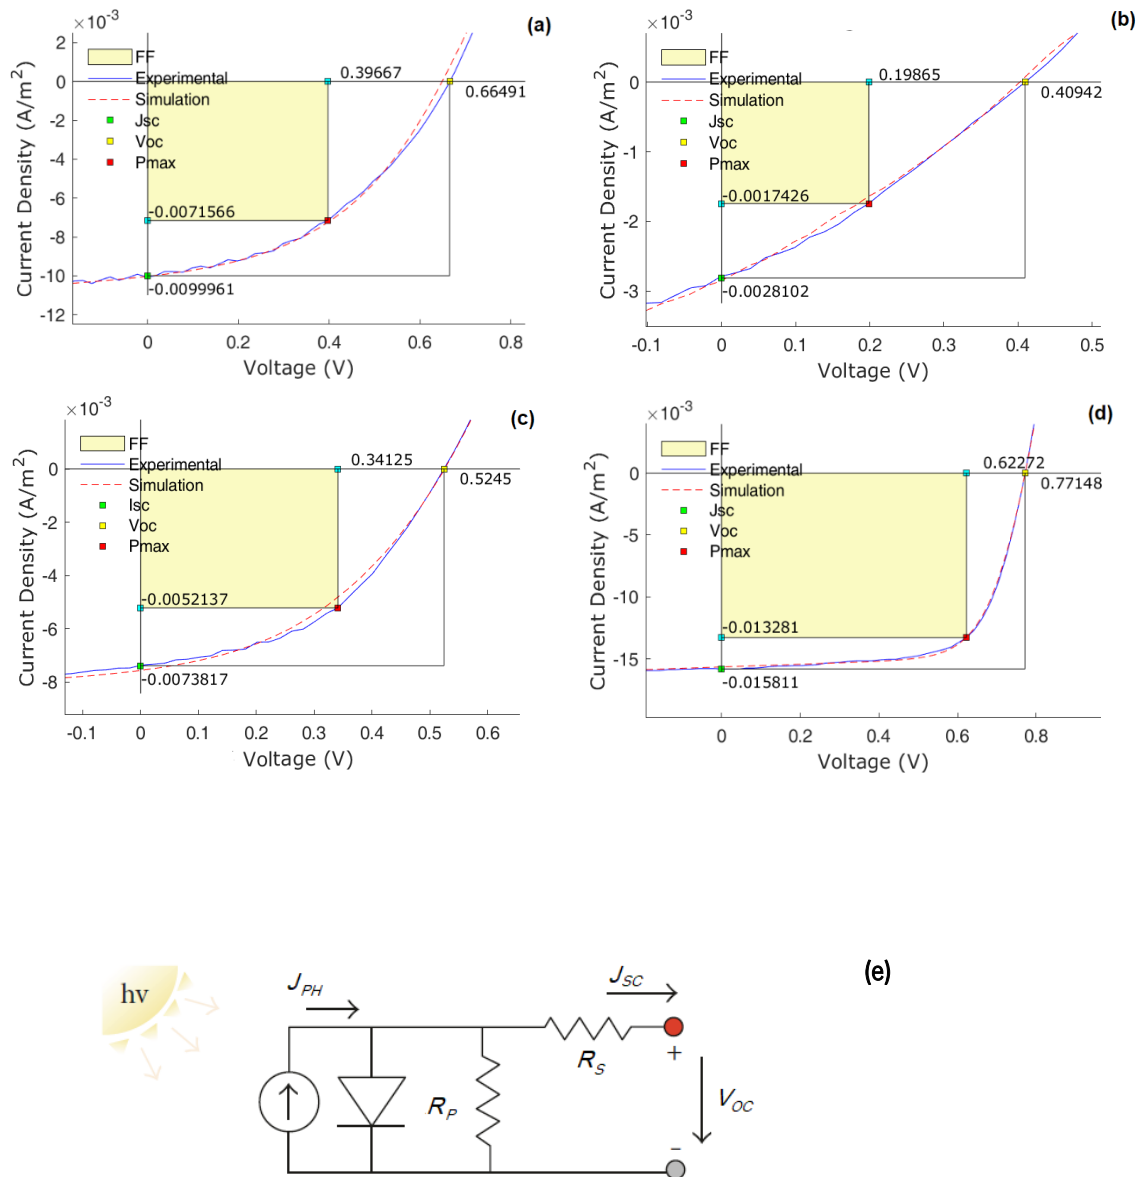 (a)
×10⁻³
2
0
-2
-4
-6
-8
-10
-12
Current Density (A/m²)
FF
Experimental
Simulation
Jsc
Voc
Pmax
0.39667
0.66491
-0.0071566
-0.0099961
0
0.2
0.4
0.6
0.8
Voltage (V)
(b)
×10⁻³
0
-1
-2
-3
Current Density (A/m²)
FF
Experimental
Simulation
Jsc
Voc
Pmax
0.19865
0.40942
-0.0017426
-0.0028102
-0.1
0
0.1
0.2
0.3
0.4
0.5
Voltage (V)
(c)
×10⁻³
0
-2
-4
-6
-8
Current Density (A/m²)
FF
Experimental
Simulation
Isc
Voc
Pmax
0.34125
0.5245
-0.0052137
-0.0073817
-0.1
0
0.1
0.2
0.3
0.4
0.5
0.6
Voltage (V)
(d)
×10⁻³
0
-5
-10
-15
Current Density (A/m²)
FF
Experimental
Simulation
Jsc
Voc
Pmax
0.62272
0.77148
-0.013281
-0.015811
0
0.2
0.4
0.6
0.8
Voltage (V)
(e)
hv
J_PH
J_SC
R_S
+
R_P
V_OC
-